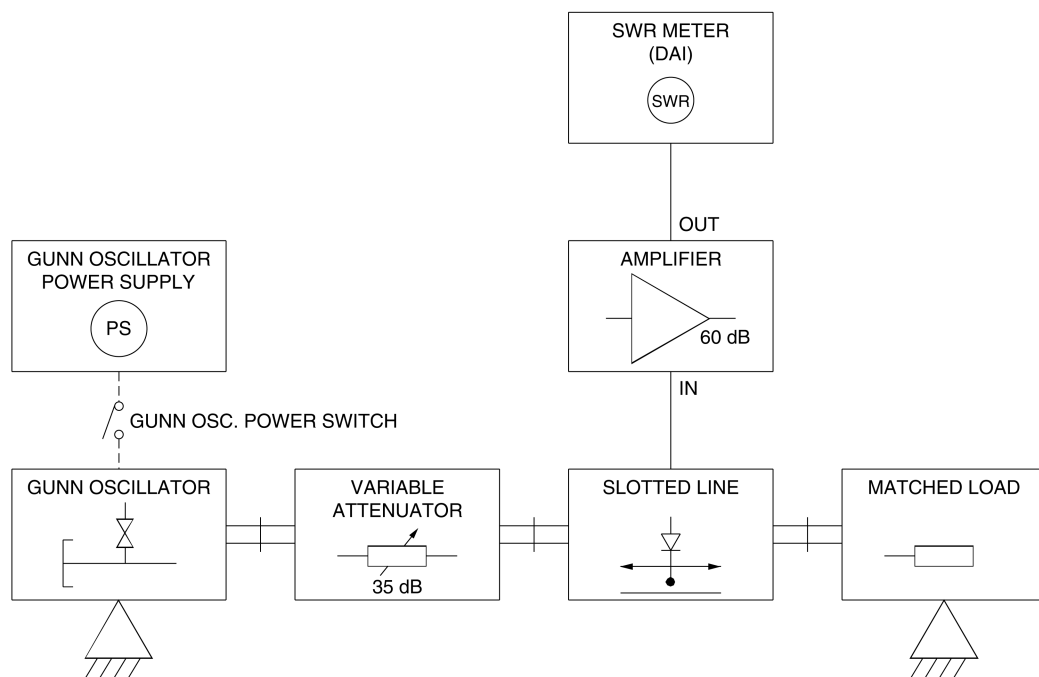 SWR METER
(DAI)
SWR
OUT
GUNN OSCILLATOR
POWER SUPPLY
PS
AMPLIFIER
60 dB
IN
GUNN OSC. POWER SWITCH
GUNN OSCILLATOR
VARIABLE
ATTENUATOR
35 dB
SLOTTED LINE
MATCHED LOAD